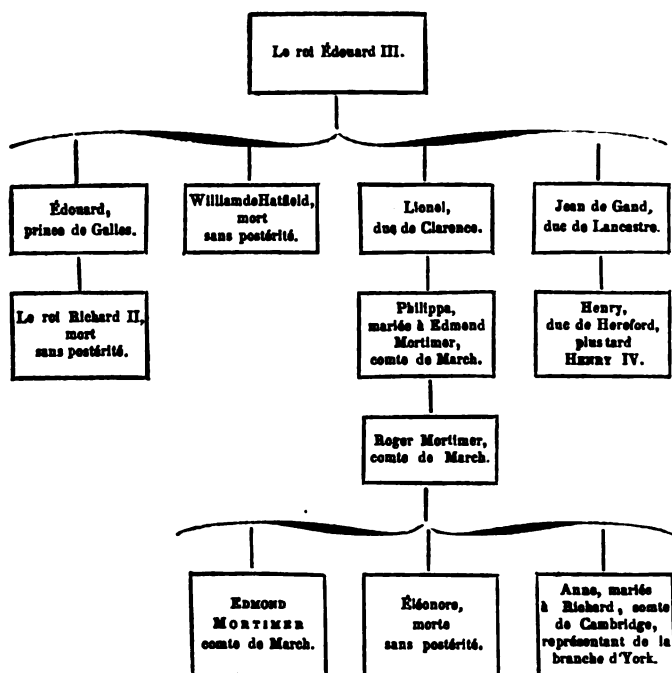 Le roi Édouard III.
Édouard,
prince de Galles.
William de Hatfield,
mort
sans postérité.
Lionel,
duc de Clarence.
Jean de Gand,
duc de Lancastre.
Le roi Richard II,
mort
sans postérité.
Philippa,
mariée à Edmond
Mortimer,
comte de March.
Henry,
duc de Hereford,
plus tard
HENRY IV.
Roger Mortimer,
comte de March.
EDMOND
MORTIMER
comte de March.
Éléonore,
morte
sans postérité.
Anne, mariée
à Richard, comte
de Cambridge,
représentant de la
branche d'York.